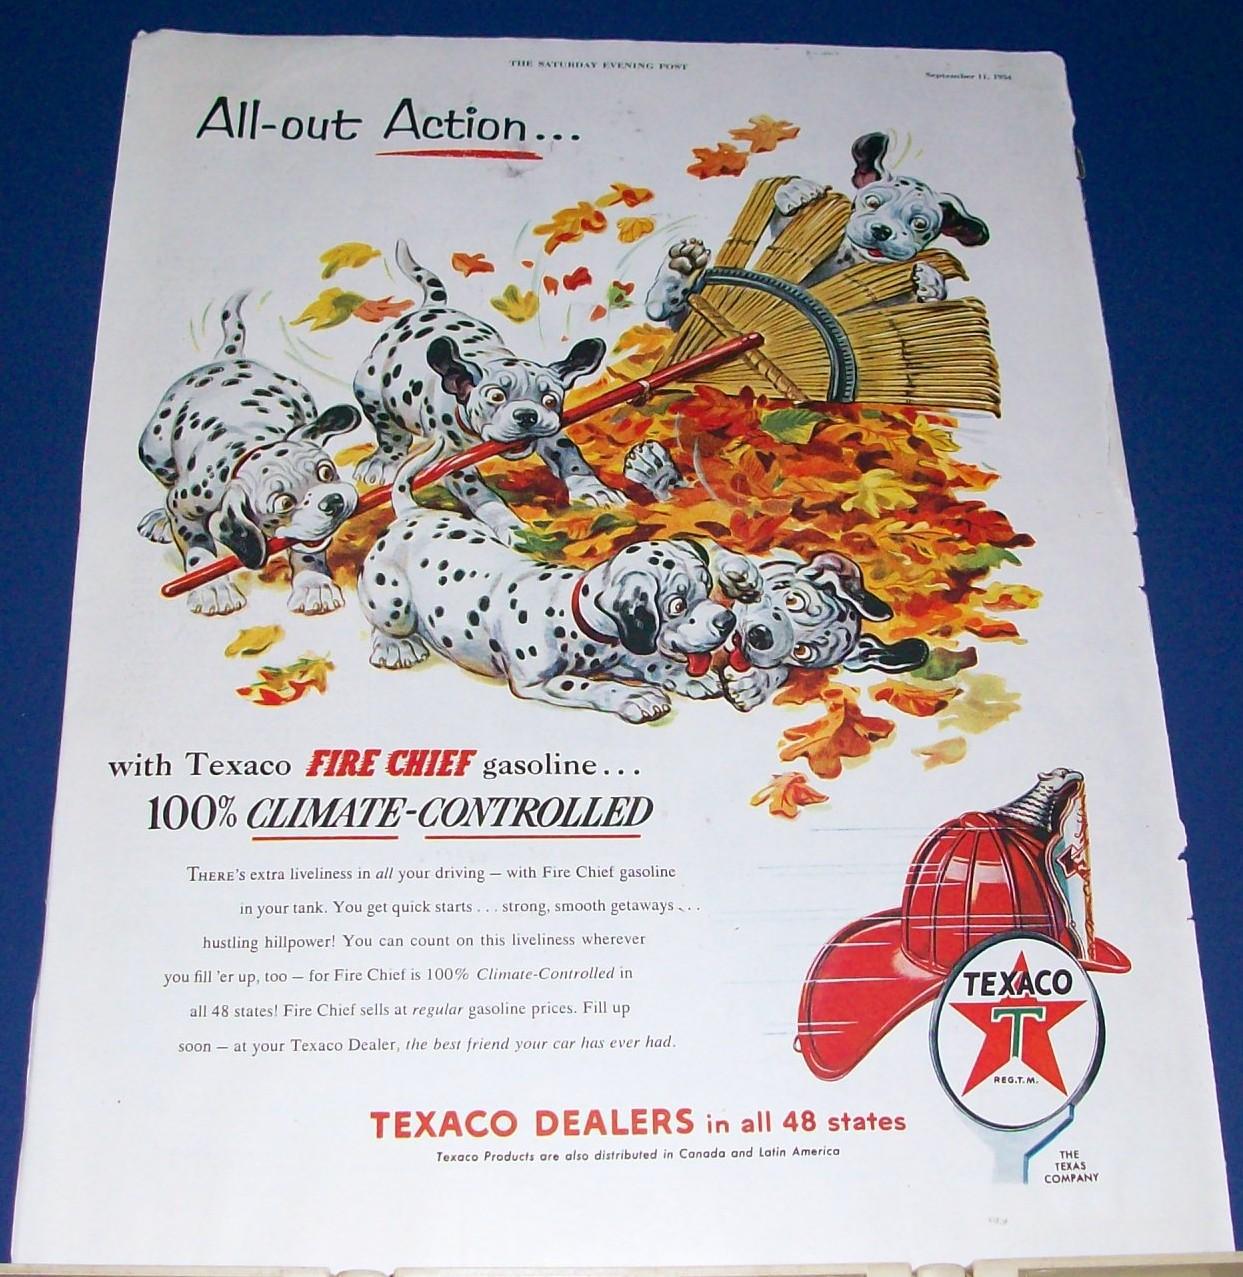 THE SATURDAY EVENING POST
September 11, 1954
All-out Action...
with Texaco FIRE CHIEF gasoline...
100% CLIMATE-CONTROLLED
THERE'S extra liveliness in all your driving — with Fire Chief gasoline
in your tank. You get quick starts . . . strong, smooth getaways . . .
hustling hillpower! You can count on this liveliness wherever
you fill 'er up, too — for Fire Chief is 100% Climate-Controlled in
all 48 states! Fire Chief sells at regular gasoline prices. Fill up
soon — at your Texaco Dealer, the best friend your car has ever had.
TEXACO
T
REG.T.M.
TEXACO DEALERS in all 48 states
Texaco Products are also distributed in Canada and Latin America
THE
TEXAS
COMPANY